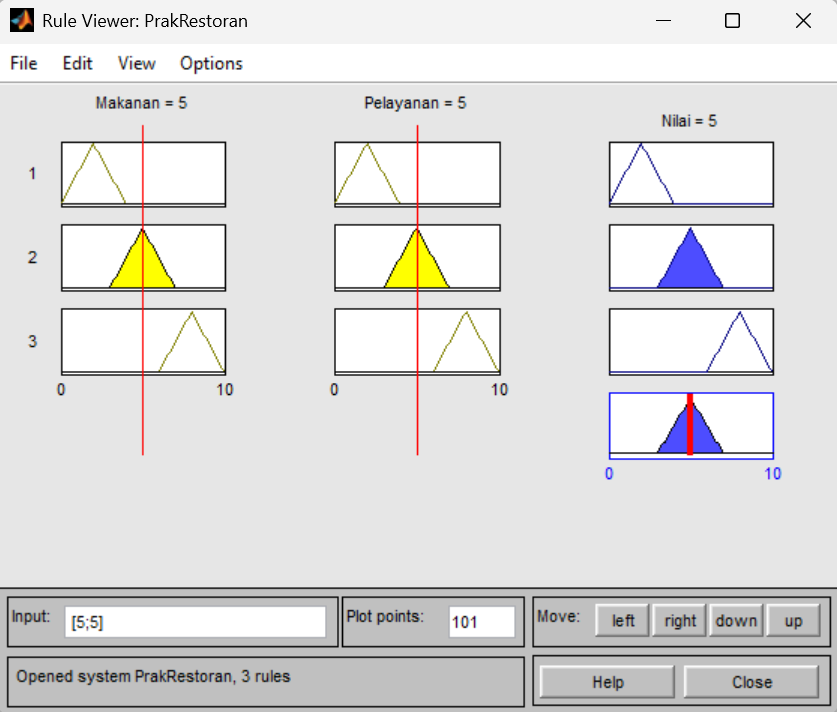 Rule Viewer: PrakRestoran
File Edit View Options
Makanan = 5
Pelayanan = 5
Nilai = 5
1
2
3
0 10
0 10
0 10
Input: [5;5]
Plot points: 101
Move: left right down up
Opened system PrakRestoran, 3 rules
Help Close